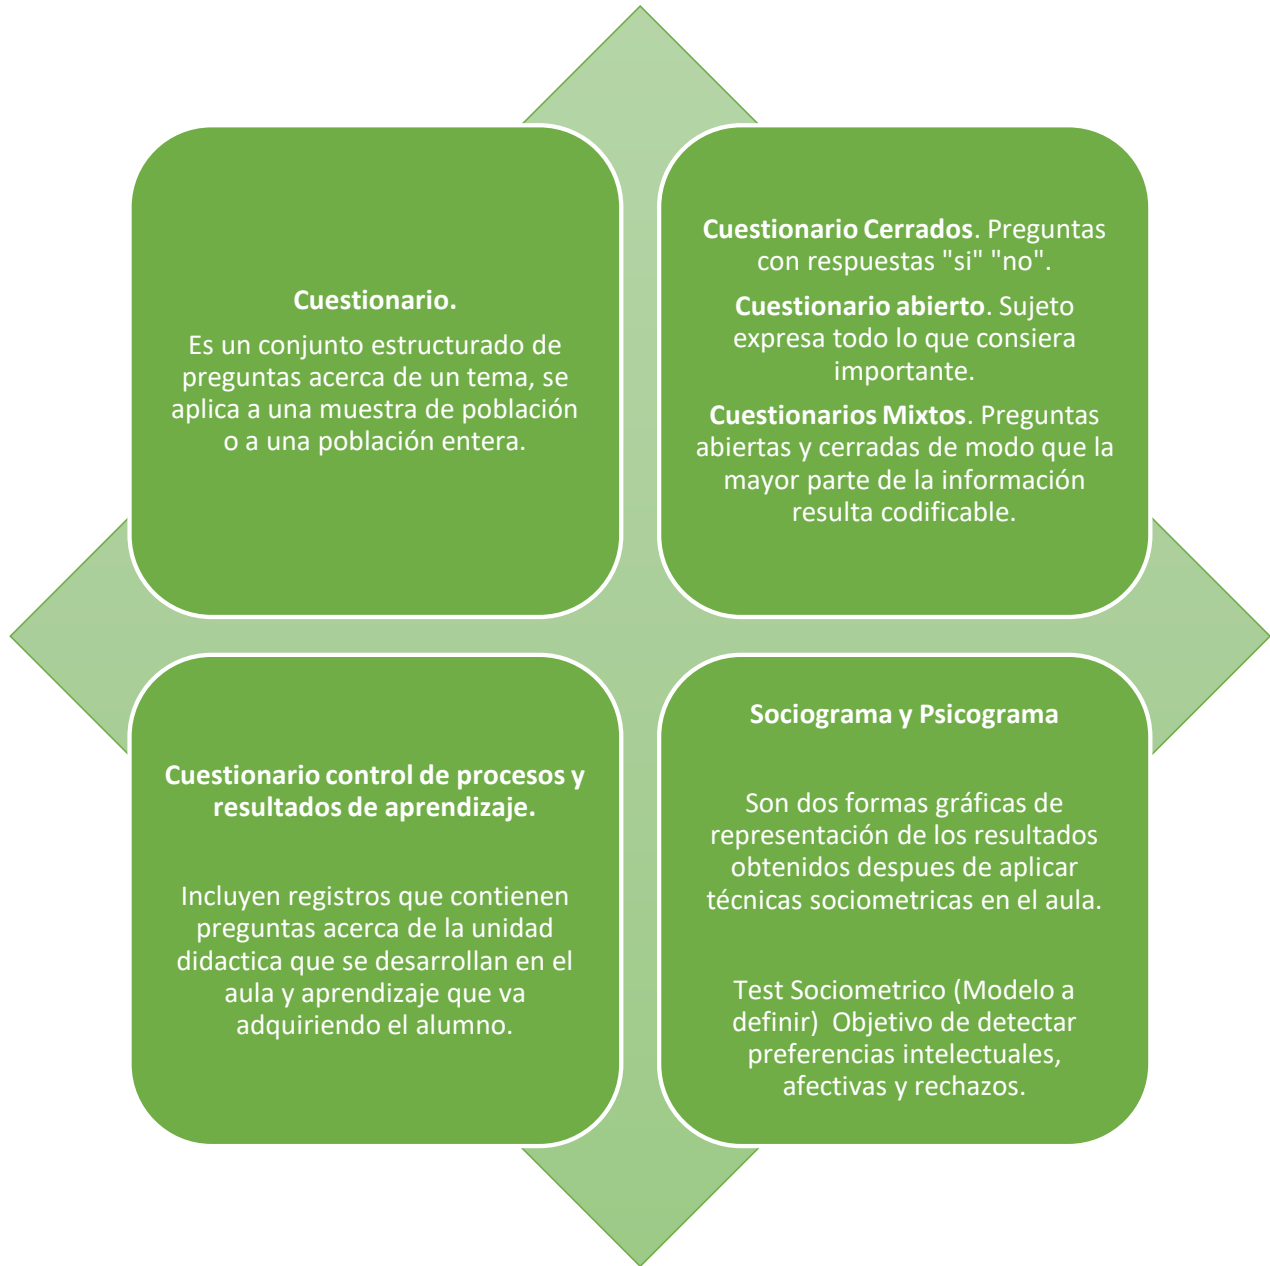 Cuestionario.
Es un conjunto estructurado de
preguntas acerca de un tema, se
aplica a una muestra de población
o a una población entera.
Cuestionario Cerrados. Preguntas
con respuestas "si" "no".
Cuestionario abierto. Sujeto
expresa todo lo que consiera
importante.
Cuestionarios Mixtos. Preguntas
abiertas y cerradas de modo que la
mayor parte de la información
resulta codificable.
Cuestionario control de procesos y
resultados de aprendizaje.
Incluyen registros que contienen
preguntas acerca de la unidad
didactica que se desarrollan en el
aula y aprendizaje que va
adquiriendo el alumno.
Sociograma y Psicograma
Son dos formas gráficas de
representación de los resultados
obtenidos despues de aplicar
técnicas sociometricas en el aula.
Test Sociometrico (Modelo a
definir)  Objetivo de detectar
preferencias intelectuales,
afectivas y rechazos.